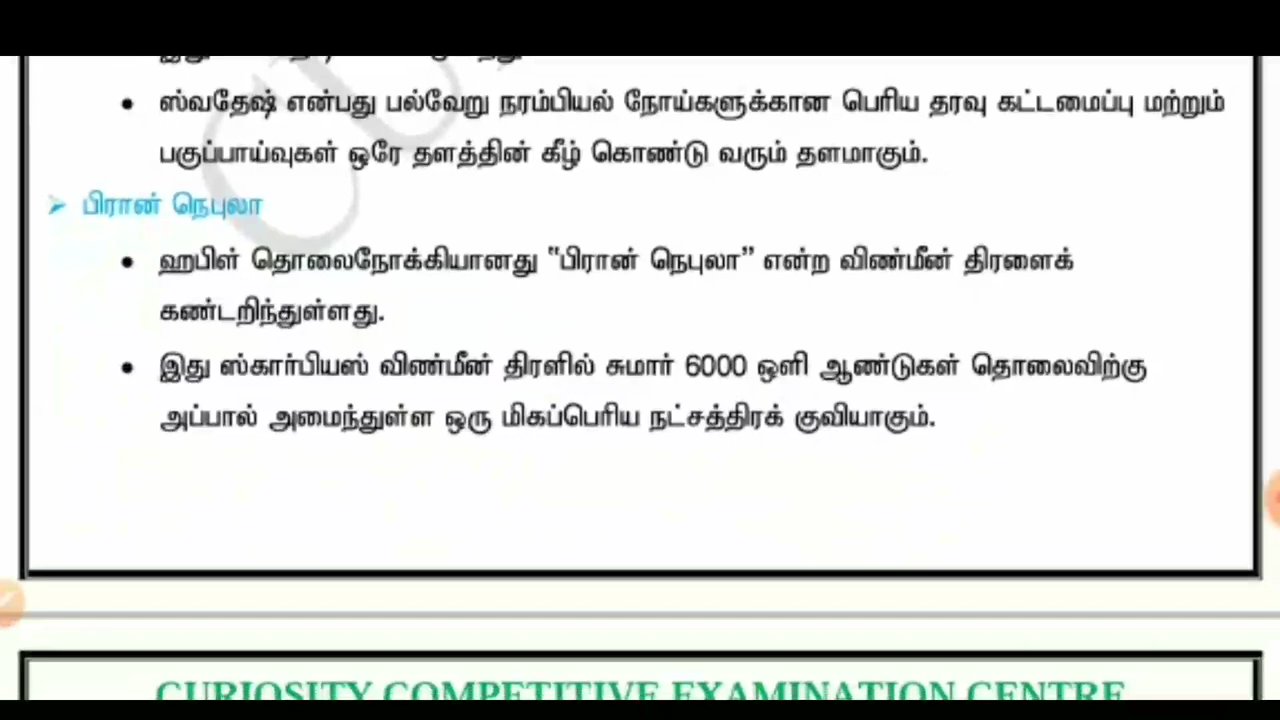 • ஸ்வதேஷ் என்பது பல்வேறு நரம்பியல் நோய்களுக்கான பெரிய தரவு கட்டமைப்பு மற்றும்
பகுப்பாய்வுகள் ஒரே தளத்தின் கீழ் கொண்டு வரும் தளமாகும்.
➤ பிரான் நெபுலா
• ஹபிள் தொலைநோக்கியானது “பிரான் நெபுலா” என்ற விண்மீன் திரளைக்
கண்டறிந்துள்ளது.
• இது ஸ்கார்பியஸ் விண்மீன் திரளில் சுமார் 6000 ஒளி ஆண்டுகள் தொலைவிற்கு
அப்பால் அமைந்துள்ள ஒரு மிகப்பெரிய நட்சத்திரக் குவியாகும்.
CURIOSITY COMPETITIVE EXAMINATION CENTRE